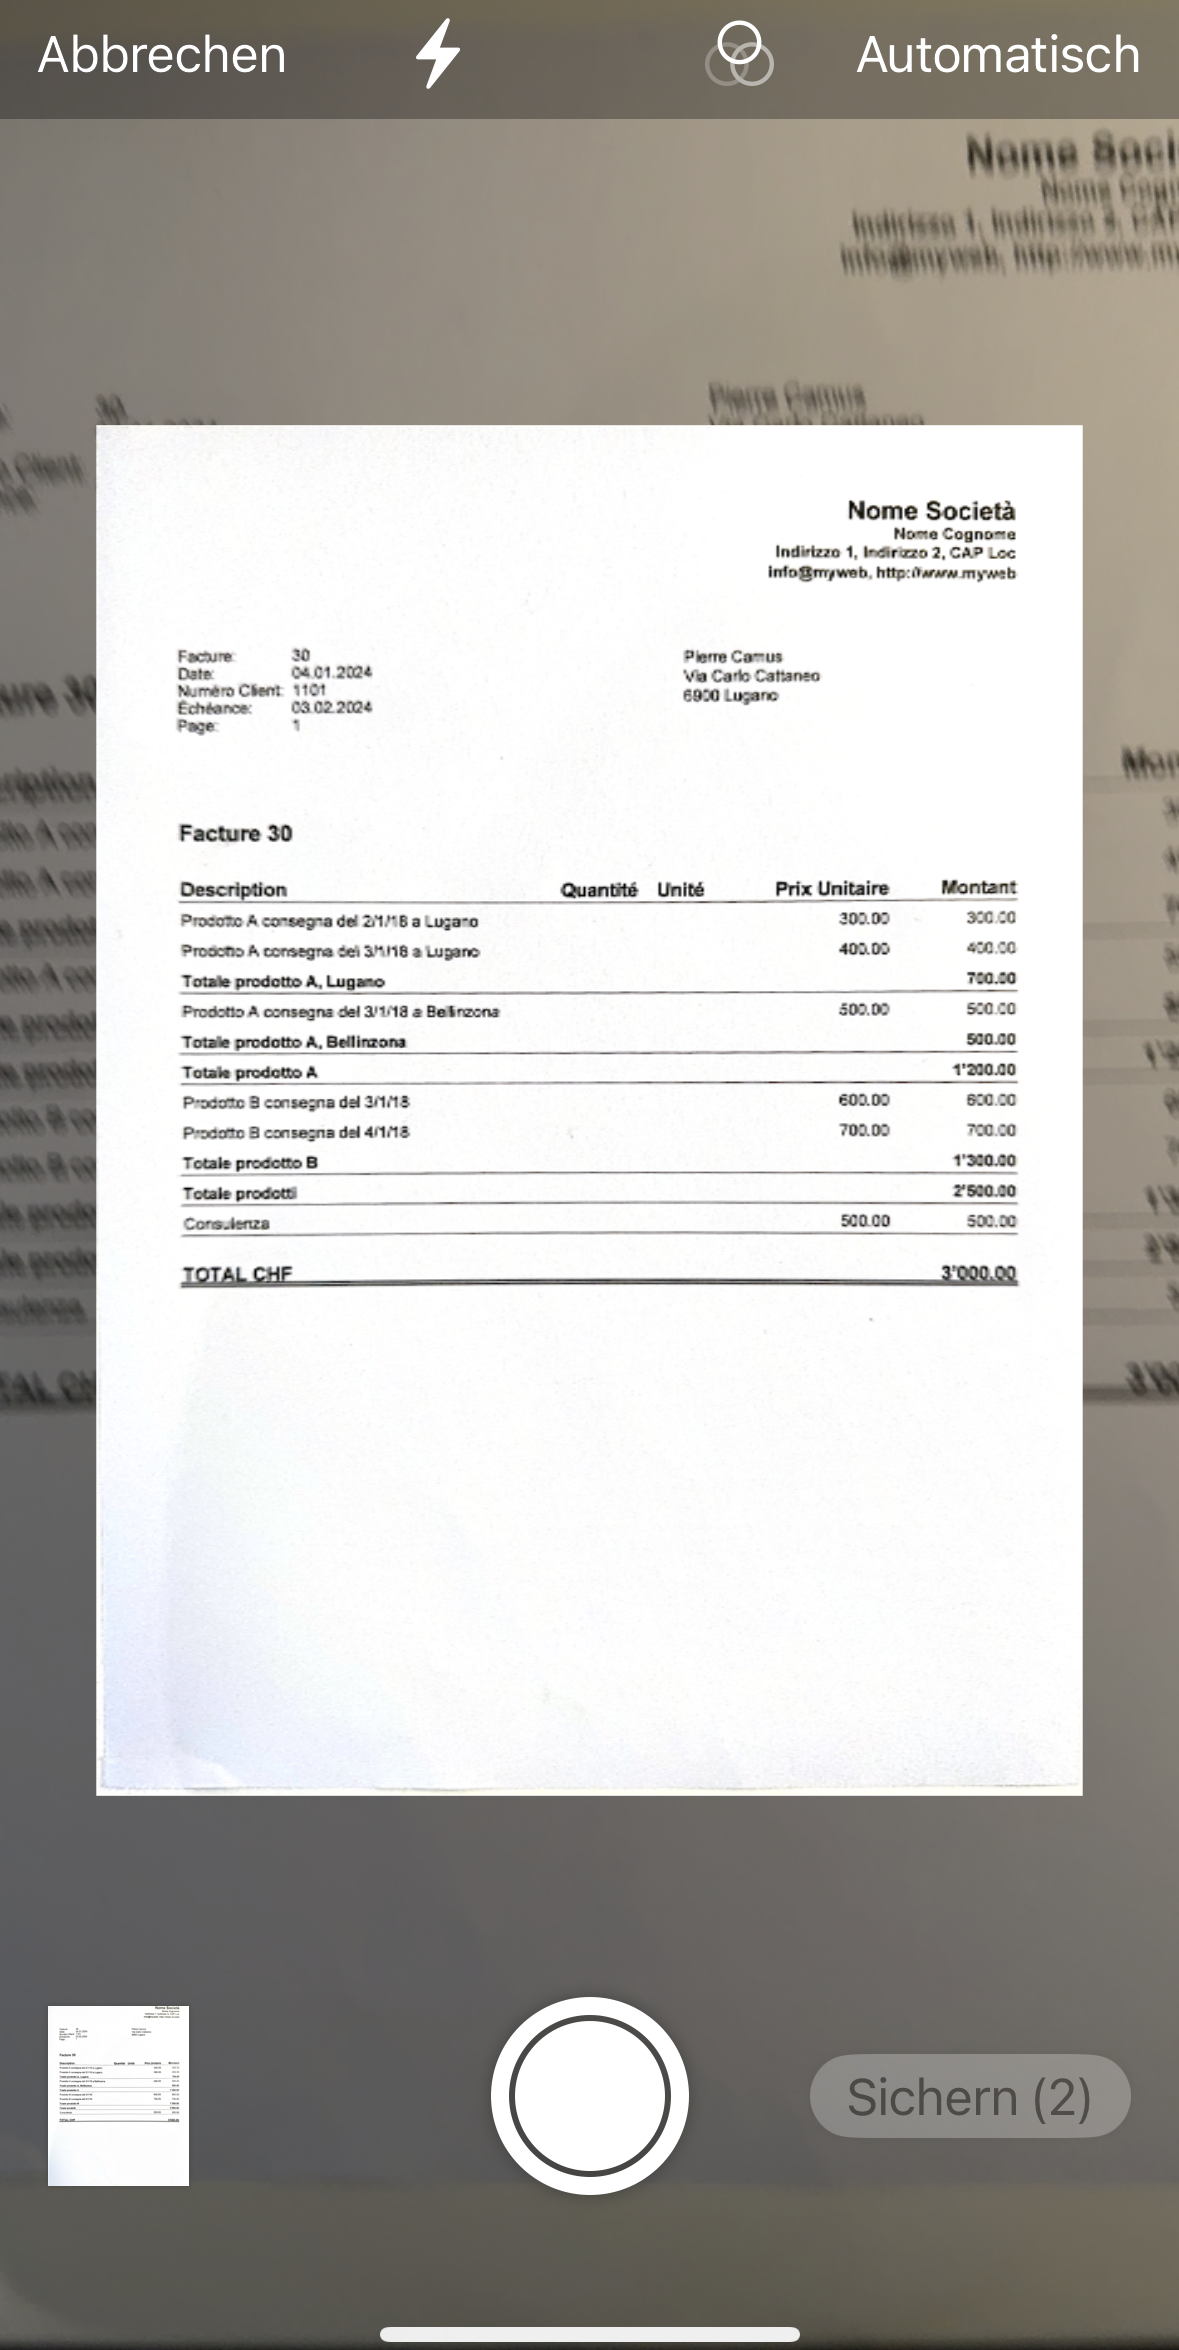 Abbrechen Automatisch
Nome Società
Nome Cognome
Indirizzo 1, Indirizzo 2, CAP Loc
info@myweb, http://www.myweb
Facture: 30
Date: 04.01.2024
Numéro Client: 1101
Échéance: 03.02.2024
Page: 1
Pierre Camus
Via Carlo Cattaneo
6900 Lugano
Facture 30
Description Quantité Unité Prix Unitaire Montant
Prodotto A consegna del 2/1/18 a Lugano 300.00 300.00
Prodotto A consegna del 3/1/18 a Lugano 400.00 400.00
Totale prodotto A, Lugano 700.00
Prodotto A consegna del 3/1/18 a Bellinzona 500.00 500.00
Totale prodotto A, Bellinzona 500.00
Totale prodotto A 1'200.00
Prodotto B consegna del 3/1/18 600.00 600.00
Prodotto B consegna del 4/1/18 700.00 700.00
Totale prodotto B 1'300.00
Totale prodotti 2'500.00
Consulenza 500.00 500.00
TOTAL CHF 3'000.00
Sichern (2)